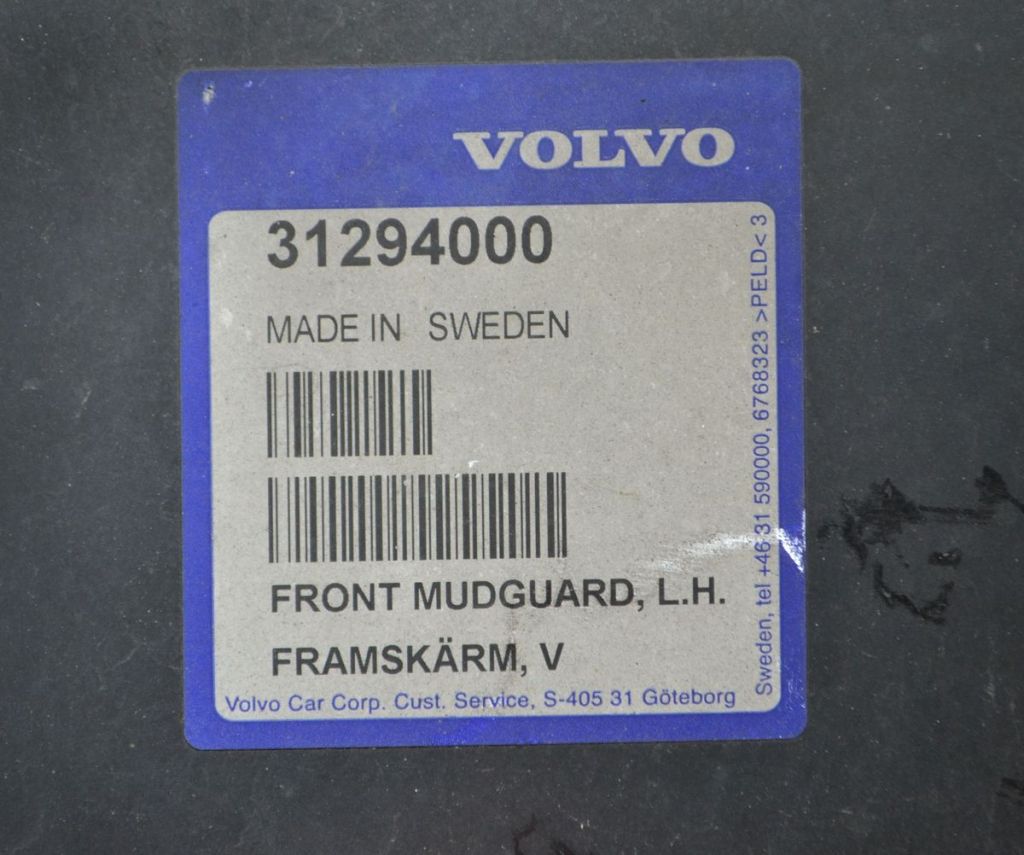 VOLVO
31294000
MADE IN SWEDEN
FRONT MUDGUARD, L.H.
FRAMSKÄRM, V
Volvo Car Corp. Cust. Service, S-405 31 Göteborg
Sweden, tel +46 31 590000, 6768323 >PELD< 3